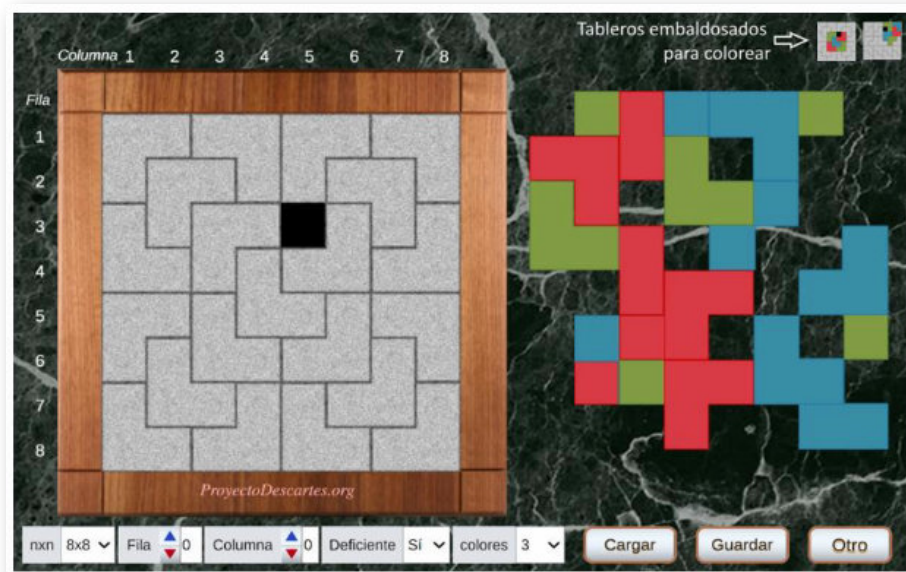 Tableros embaldosados
para colorear
Columna 1 2 3 4 5 6 7 8
Fila
1
2
3
4
5
6
7
8
ProyectoDescartes.org
nxn 8x8 Fila 0 Columna 0 Deficiente Sí colores 3 Cargar Guardar Otro